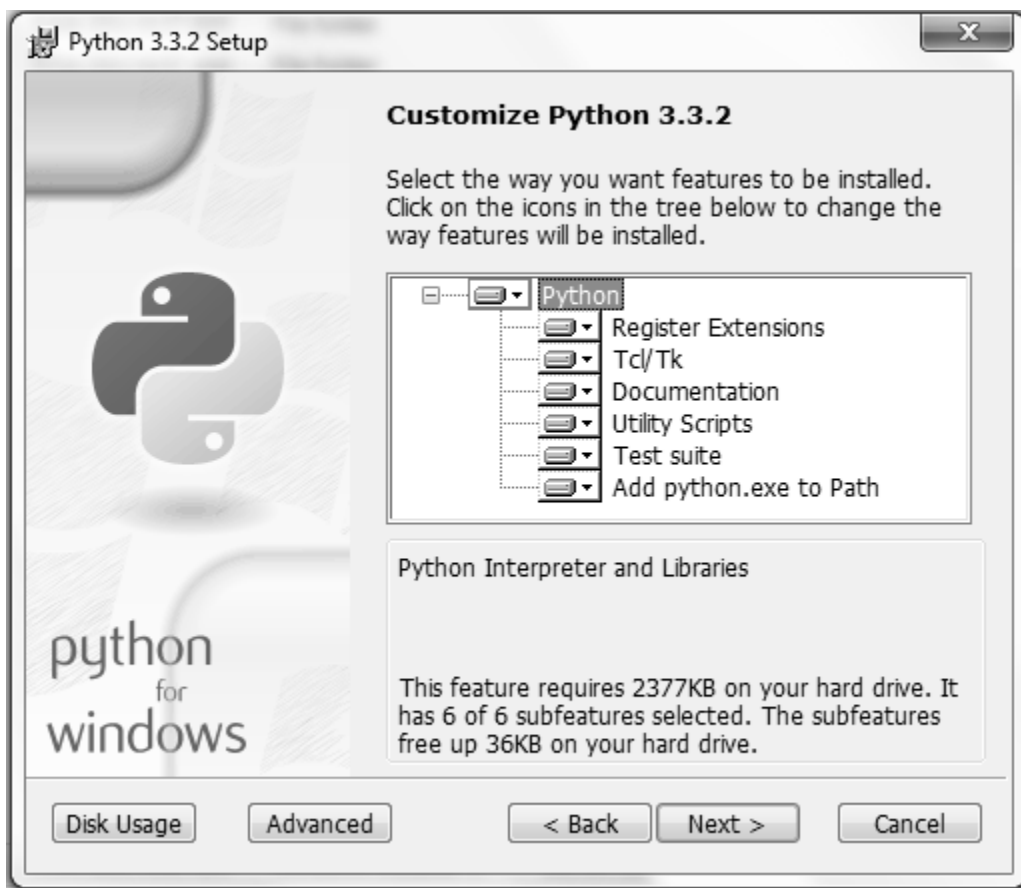 Python 3.3.2 Setup
x
Customize Python 3.3.2
Select the way you want features to be installed.
Click on the icons in the tree below to change the
way features will be installed.
Python
Register Extensions
Tcl/Tk
Documentation
Utility Scripts
Test suite
Add python.exe to Path
Python Interpreter and Libraries
This feature requires 2377KB on your hard drive. It
has 6 of 6 subfeatures selected. The subfeatures
free up 36KB on your hard drive.
python
for
windows
Disk Usage
Advanced
< Back
Next >
Cancel